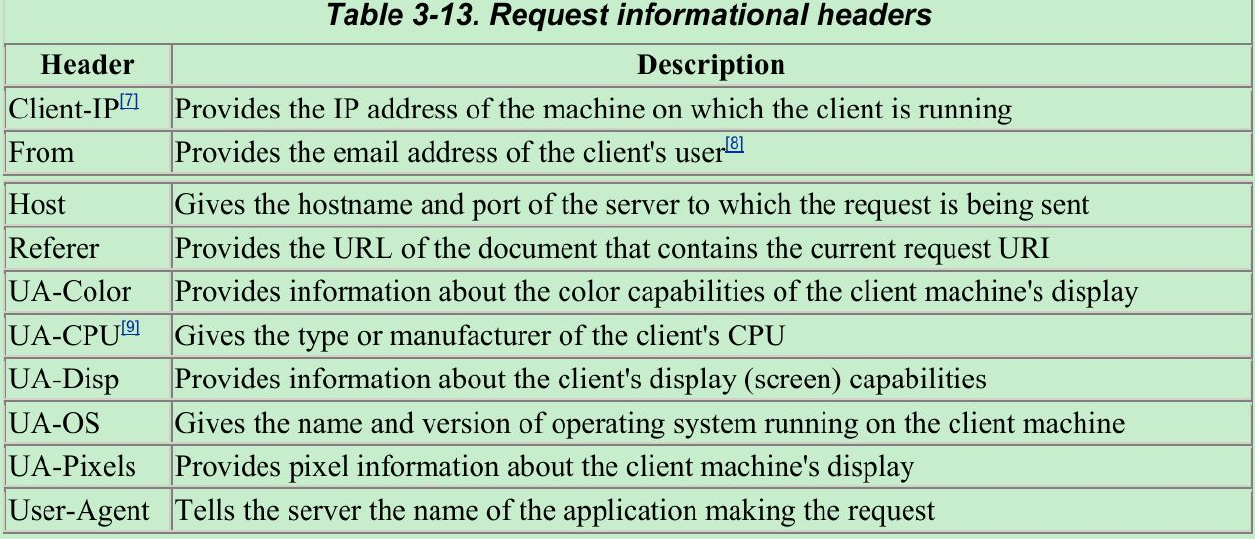 Table 3-13. Request informational headers
Header Description
Client-IP[7] Provides the IP address of the machine on which the client is running
From Provides the email address of the client's user[8]
Host Gives the hostname and port of the server to which the request is being sent
Referer Provides the URL of the document that contains the current request URI
UA-Color Provides information about the color capabilities of the client machine's display
UA-CPU[9] Gives the type or manufacturer of the client's CPU
UA-Disp Provides information about the client's display (screen) capabilities
UA-OS Gives the name and version of operating system running on the client machine
UA-Pixels Provides pixel information about the client machine's display
User-Agent Tells the server the name of the application making the request